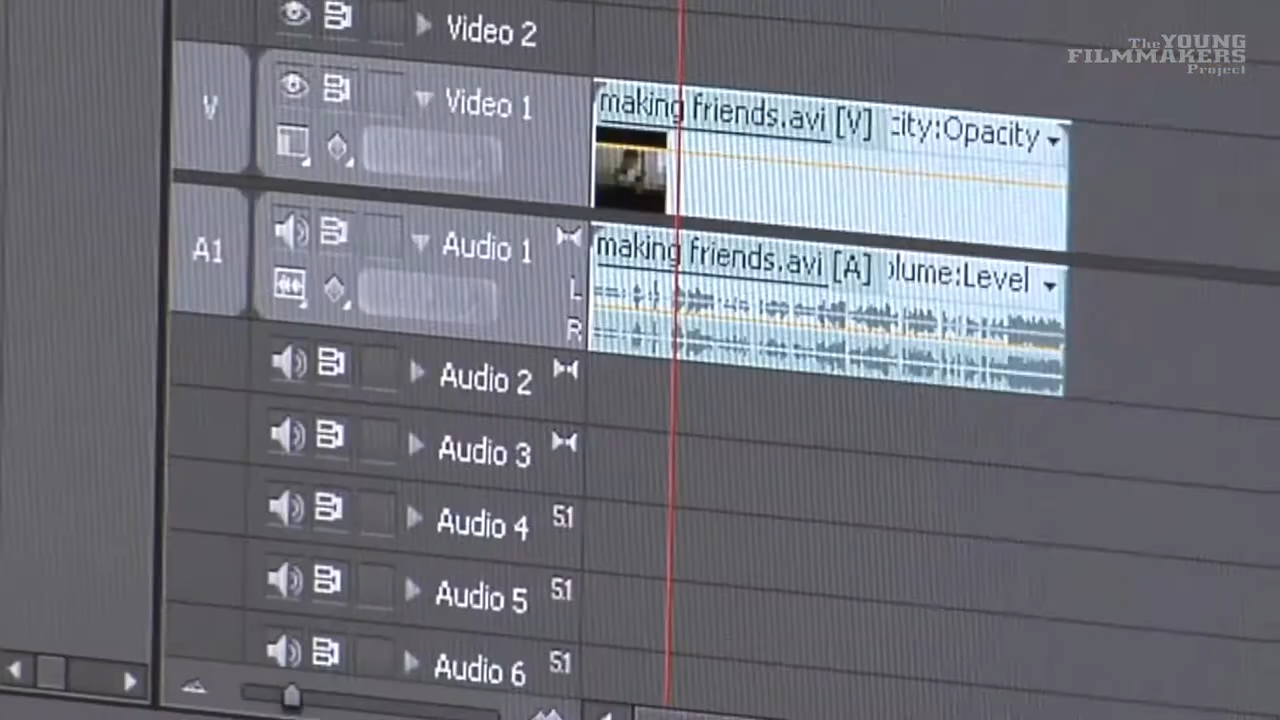 The YOUNG
FILMMAKERS
Project
Video 2
V
Video 1
making friends.avi [V]
city:Opacity
A1
Audio 1
making friends.avi [A]
olume:Level
L
R
Audio 2
Audio 3
Audio 4
5.1
Audio 5
5.1
Audio 6
5.1